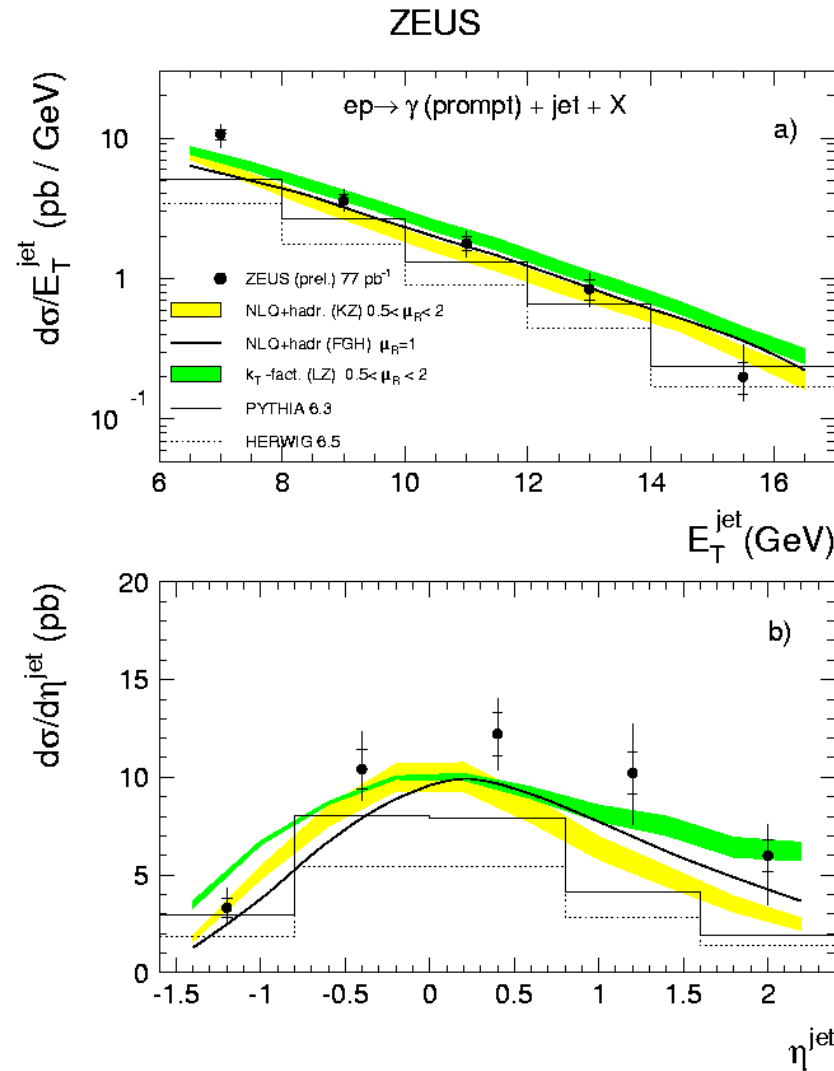 ZEUS
dσ/E_T^jet (pb / GeV)
ep→ γ (prompt) + jet + X
a)
10
1
10^-1
ZEUS (prel.) 77 pb^-1
NLO+hadr. (KZ) 0.5< μ_R< 2
NLO+hadr (FGH) μ_R=1
k_T -fact. (LZ) 0.5< μ_R < 2
PYTHIA 6.3
HERWIG 6.5
6 8 10 12 14 16
E_T^jet(GeV)
dσ/dη^jet (pb)
b)
20
15
10
5
0
-1.5 -1 -0.5 0 0.5 1 1.5 2
η^jet